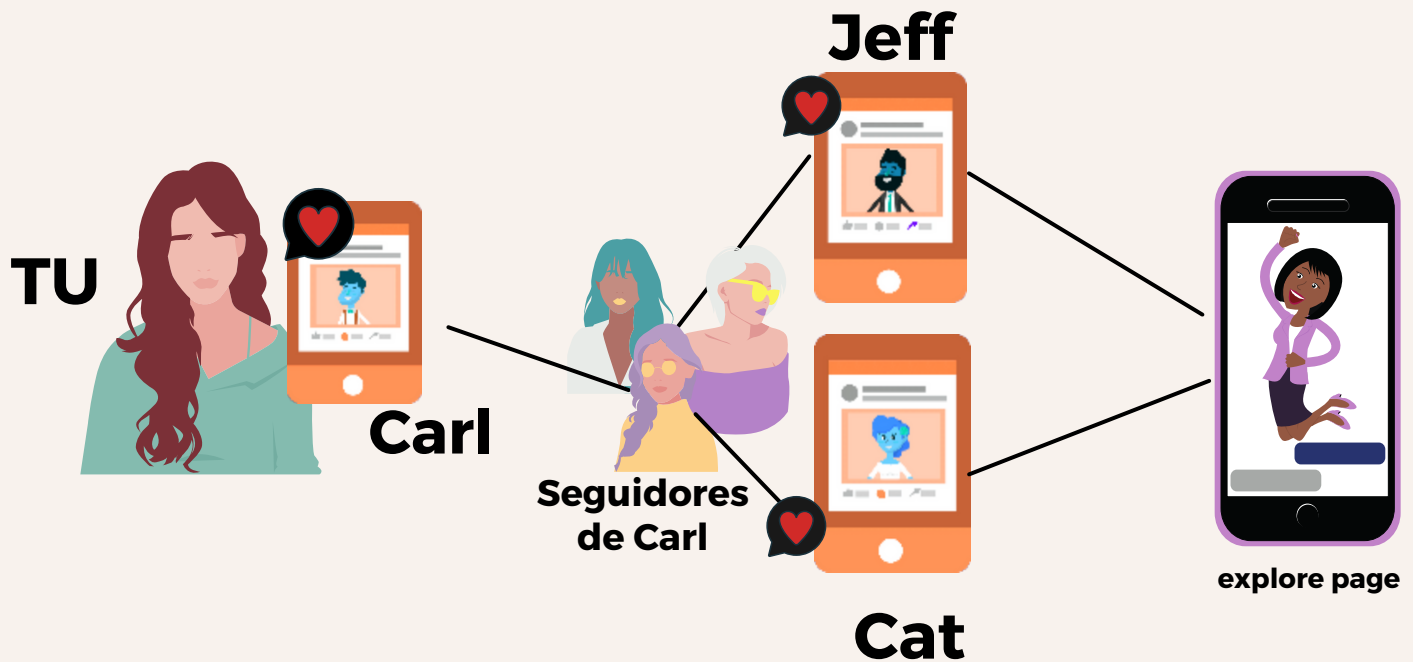 Jeff
TU
Carl
Seguidores
de Carl
explore page
Cat